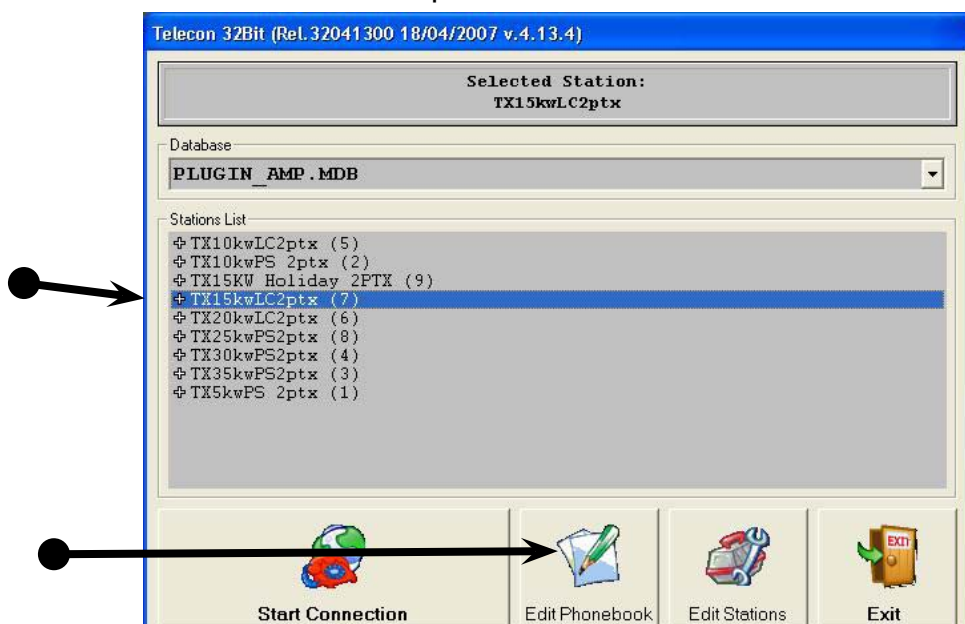 Telecon 32Bit (Rel.32041300 18/04/2007 v.4.13.4)
Selected Station:
TX15kwLC2ptx
Database
PLUGIN_AMP.MDB
Stations List
TX10kwLC2ptx (5)
TX10kwPS 2ptx (2)
TX15KW Holiday 2PTX (9)
TX15kwLC2ptx (7)
TX20kwLC2ptx (6)
TX25kwPS2ptx (8)
TX30kwPS2ptx (4)
TX35kwPS2ptx (3)
TX5kwPS 2ptx (1)
EXIT
Start Connection Edit Phonebook Edit Stations Exit